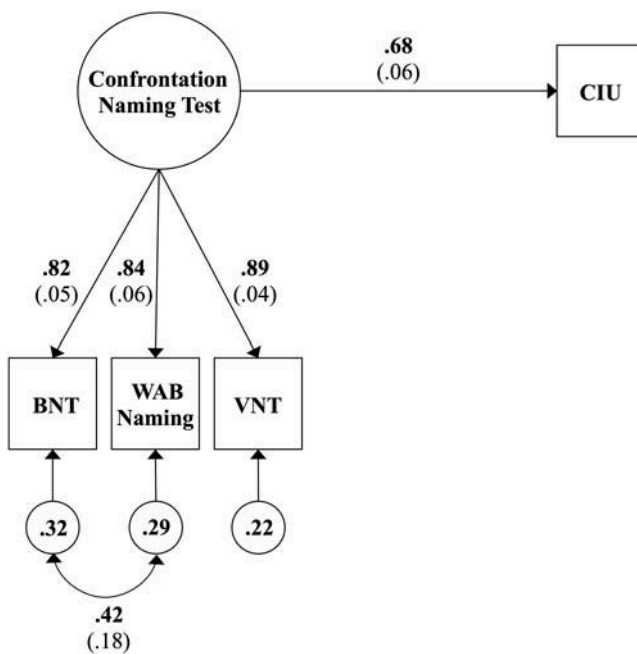 .68
(.06)
Confrontation
Naming Test
CIU
.82
(.05)
.84
(.06)
.89
(.04)
BNT
WAB
Naming
VNT
.32
.29
.22
.42
(.18)